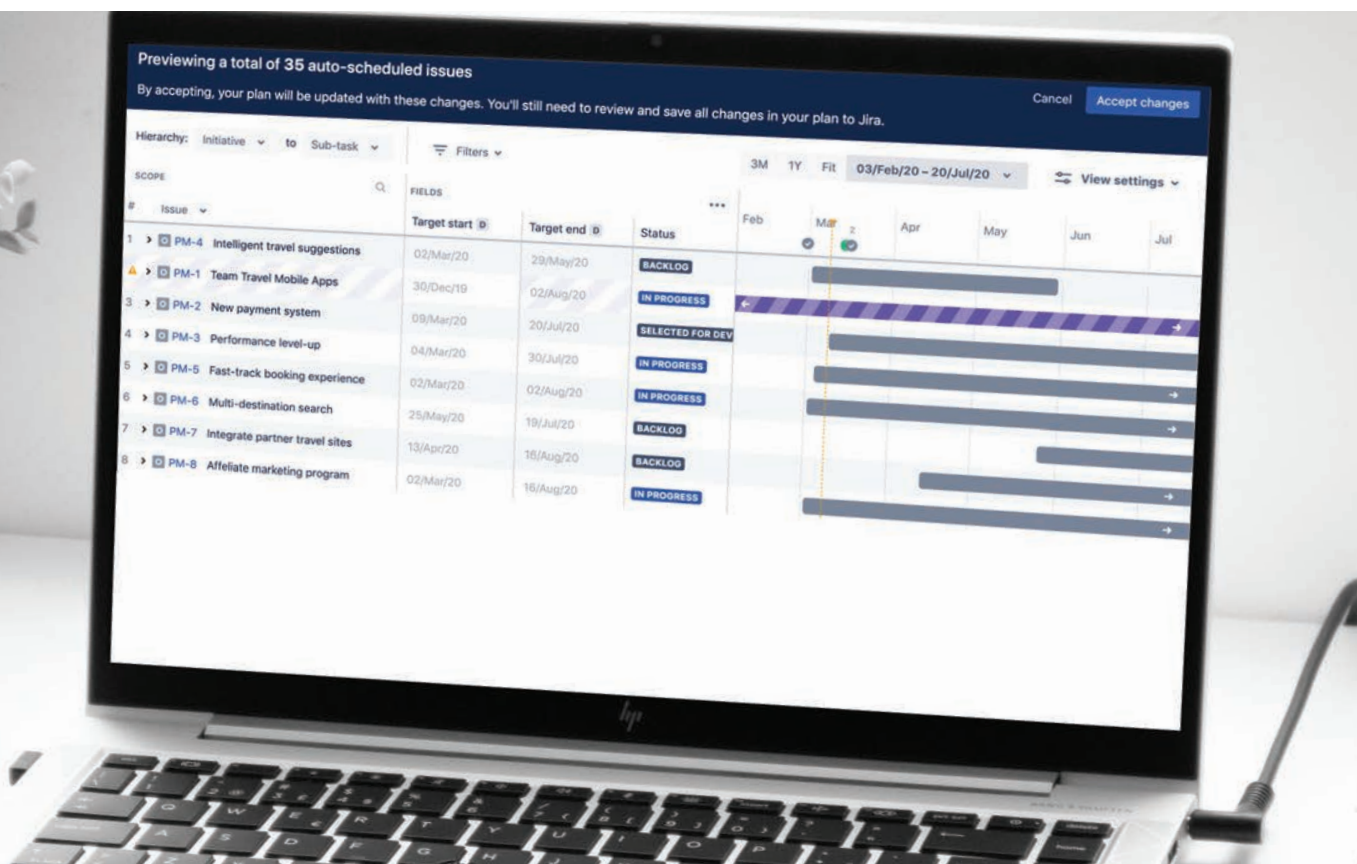 Previewing a total of 35 auto-scheduled issues
By accepting, your plan will be updated with these changes. You'll still need to review and save all changes in your plan to Jira.
Cancel Accept changes
Hierarchy: Initiative to Sub-task Filters
3M 1Y Fit 03/Feb/20 – 20/Jul/20 View settings
SCOPE FIELDS
# Issue Target start D Target end D Status Feb Mar Apr May Jun Jul
2
1 PM-4 Intelligent travel suggestions 02/Mar/20 29/May/20 BACKLOG
PM-1 Team Travel Mobile Apps 30/Dec/19 02/Aug/20 IN PROGRESS
3 PM-2 New payment system 09/Mar/20 20/Jul/20 SELECTED FOR DEV
4 PM-3 Performance level-up 04/Mar/20 30/Jul/20 IN PROGRESS
5 PM-5 Fast-track booking experience 02/Mar/20 02/Aug/20 IN PROGRESS
6 PM-6 Multi-destination search 25/May/20 19/Jul/20 BACKLOG
7 PM-7 Integrate partner travel sites 13/Apr/20 16/Aug/20 BACKLOG
8 PM-8 Affeliate marketing program 02/Mar/20 16/Aug/20 IN PROGRESS
hp
Q W E R T Y U I O P
A S D F G H J K L